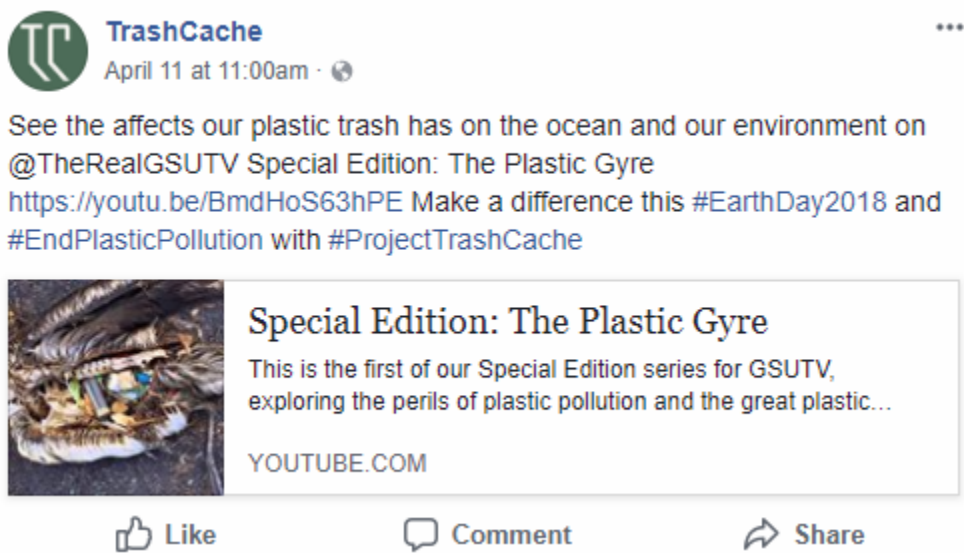 TC
TrashCache
April 11 at 11:00am ·
See the affects our plastic trash has on the ocean and our environment on
@TheRealGSUTV Special Edition: The Plastic Gyre
https://youtu.be/BmdHoS63hPE Make a difference this #EarthDay2018 and
#EndPlasticPollution with #ProjectTrashCache
Special Edition: The Plastic Gyre
This is the first of our Special Edition series for GSUTV,
exploring the perils of plastic pollution and the great plastic...
YOUTUBE.COM
Like Comment Share